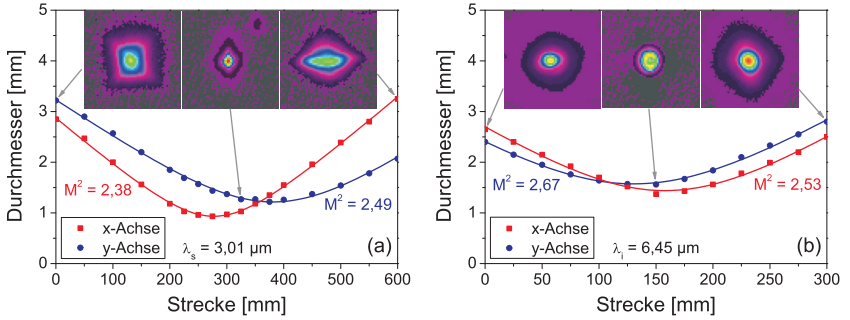 Durchmesser [mm]
5
4
3
2
1
0
M² = 2,38
M² = 2,49
x-Achse
y-Achse
λs = 3,01 µm
(a)
0 100 200 300 400 500 600
Strecke [mm]
Durchmesser [mm]
5
4
3
2
1
0
M² = 2,67
M² = 2,53
x-Achse
y-Achse
λi = 6,45 µm
(b)
0 50 100 150 200 250 300
Strecke [mm]